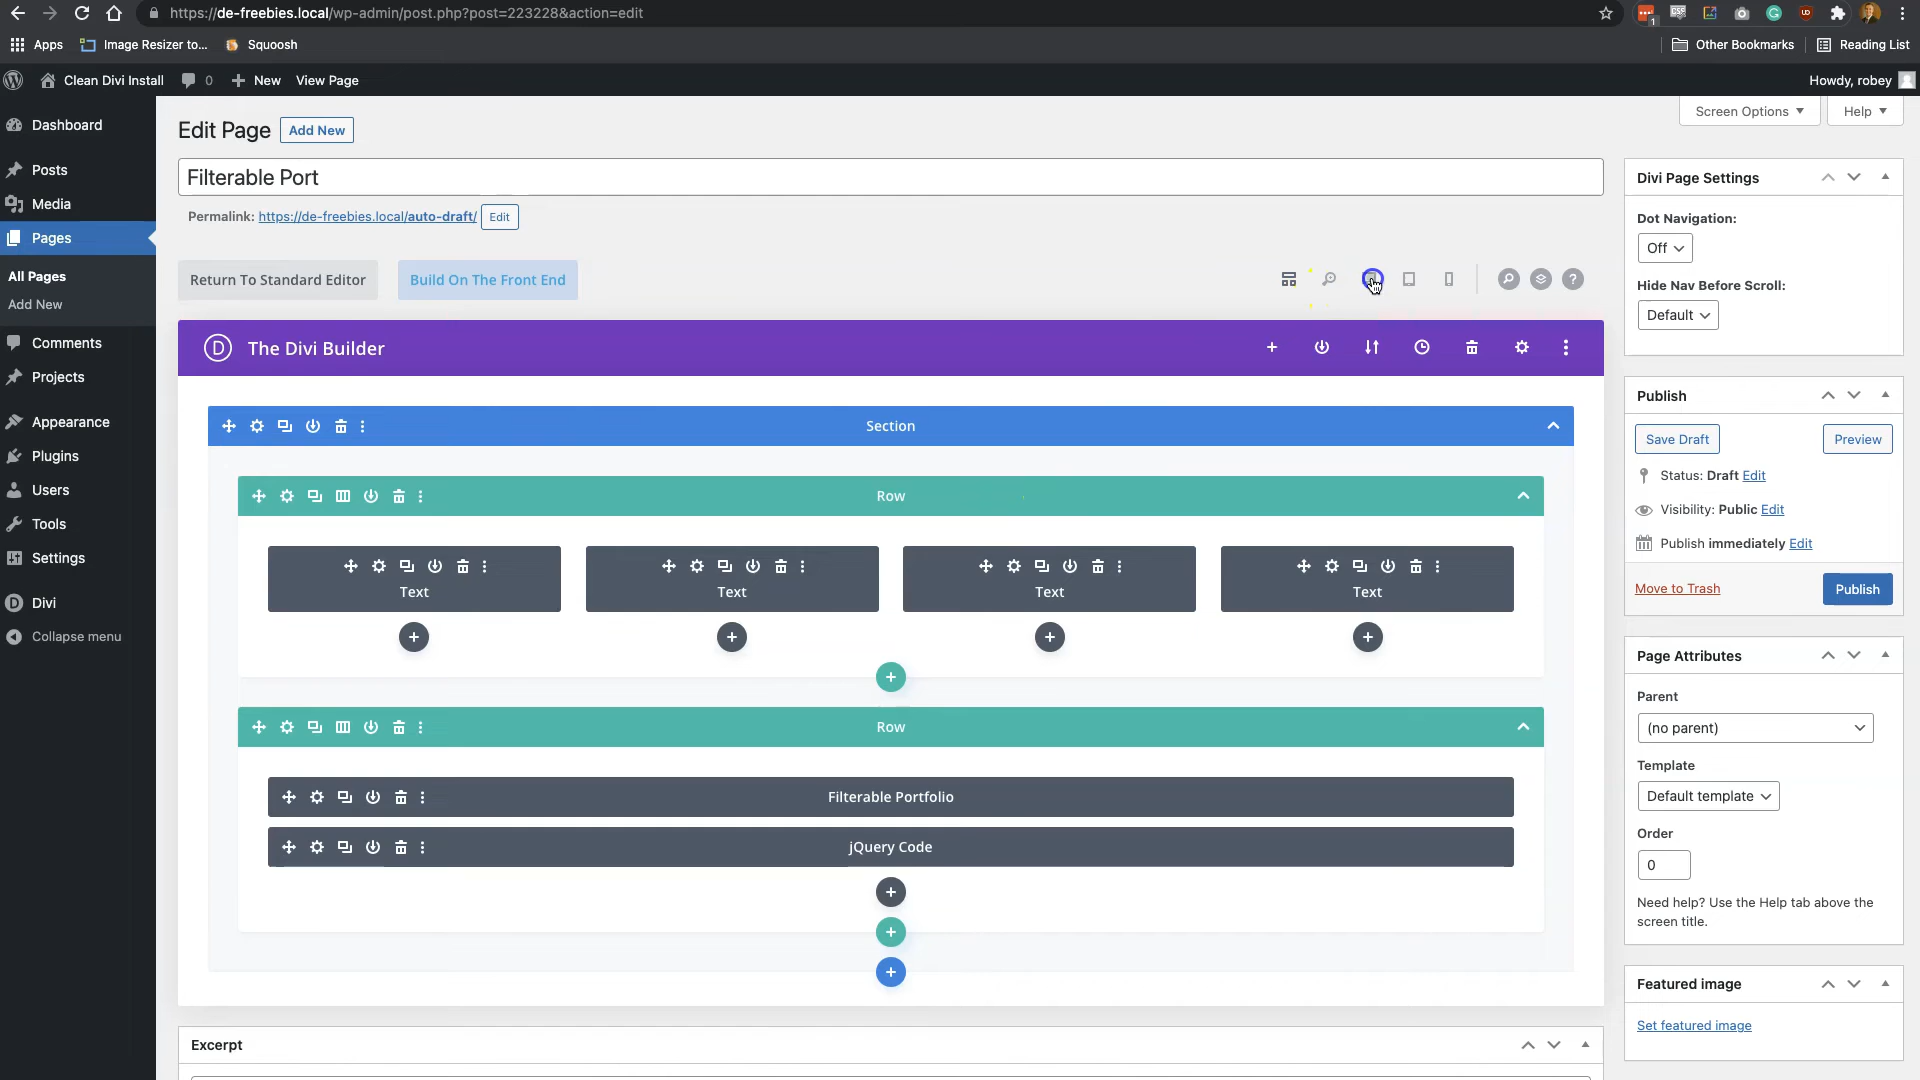 https://de-freebies.local/wp-admin/post.php?post=223228&action=edit
Apps
Image Resizer to...
Squoosh
Other Bookmarks
Reading List
Clean Divi Install
0
New
View Page
Howdy, robey
Dashboard
Posts
Media
Pages
All Pages
Add New
Comments
Projects
Appearance
Plugins
Users
Tools
Settings
Divi
Collapse menu
Edit Page
Add New
Screen Options
Help
Filterable Port
Permalink: https://de-freebies.local/auto-draft/ Edit
Return To Standard Editor
Build On The Front End
D The Divi Builder
Section
Row
Text
Text
Text
Text
Row
Filterable Portfolio
jQuery Code
Excerpt
Divi Page Settings
Dot Navigation:
Off
Hide Nav Before Scroll:
Default
Publish
Save Draft
Preview
Status: Draft Edit
Visibility: Public Edit
Publish immediately Edit
Move to Trash
Publish
Page Attributes
Parent
(no parent)
Template
Default template
Order
0
Need help? Use the Help tab above the
screen title.
Featured image
Set featured image